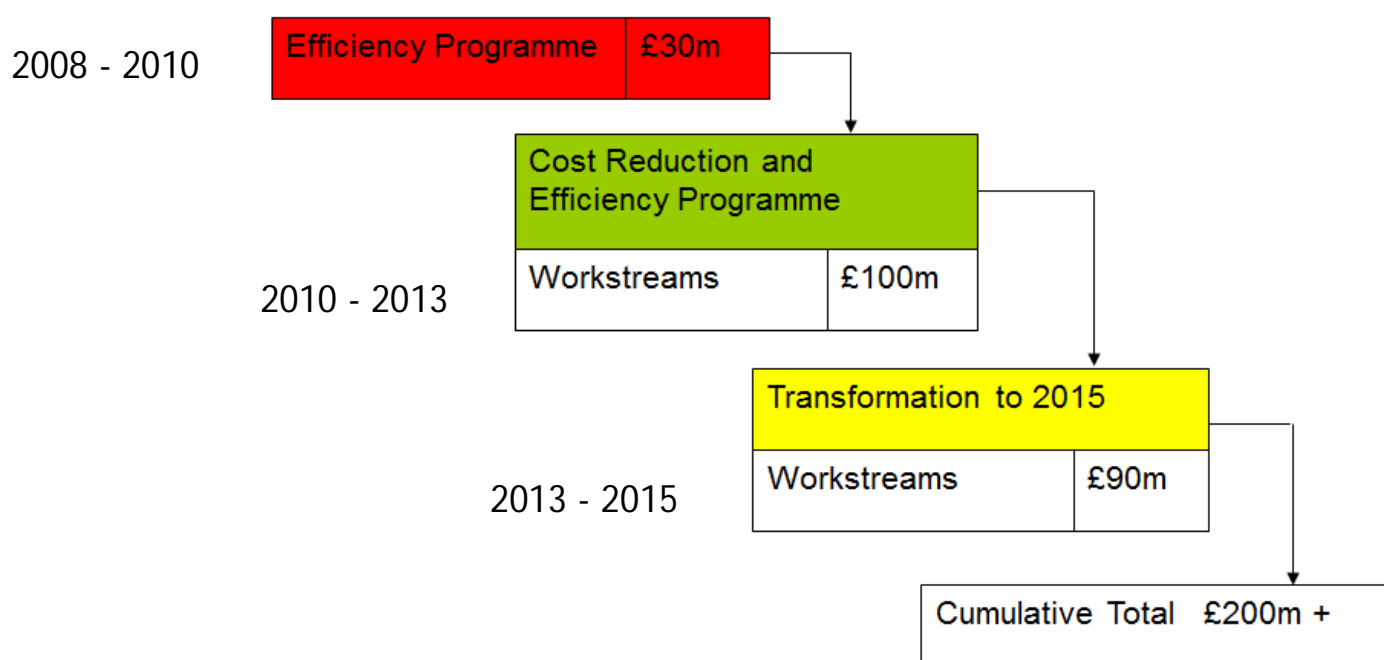 2008 - 2010
Efficiency Programme £30m
Cost Reduction and
Efficiency Programme
2010 - 2013
Workstreams £100m
Transformation to 2015
2013 - 2015
Workstreams £90m
Cumulative Total £200m +